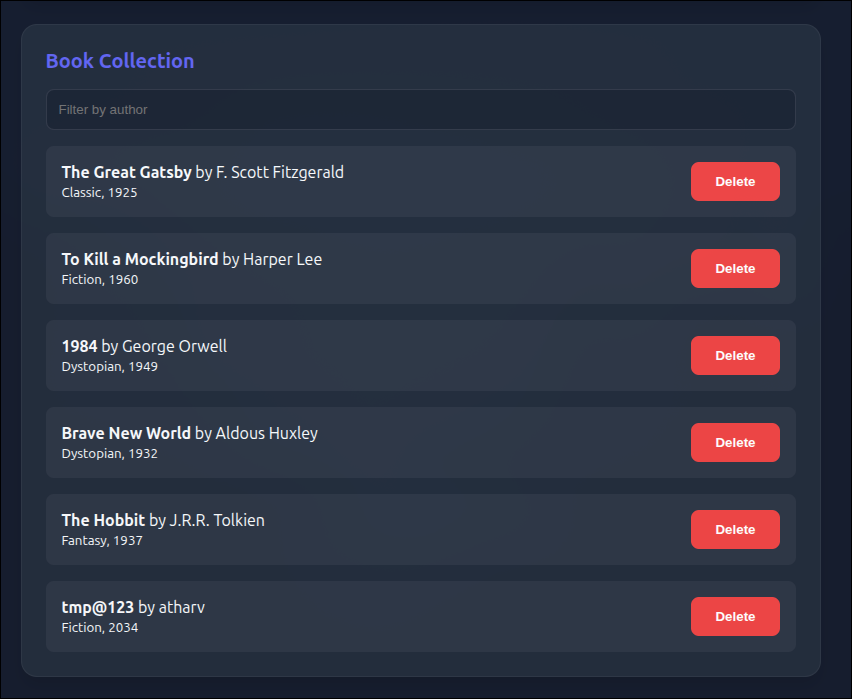 Book Collection
Filter by author
The Great Gatsby by F. Scott Fitzgerald
Delete
Classic, 1925
To Kill a Mockingbird by Harper Lee
Delete
Fiction, 1960
1984 by George Orwell
Delete
Dystopian, 1949
Brave New World by Aldous Huxley
Delete
Dystopian, 1932
The Hobbit by J.R.R. Tolkien
Delete
Fantasy, 1937
tmp@123 by atharv
Delete
Fiction, 2034